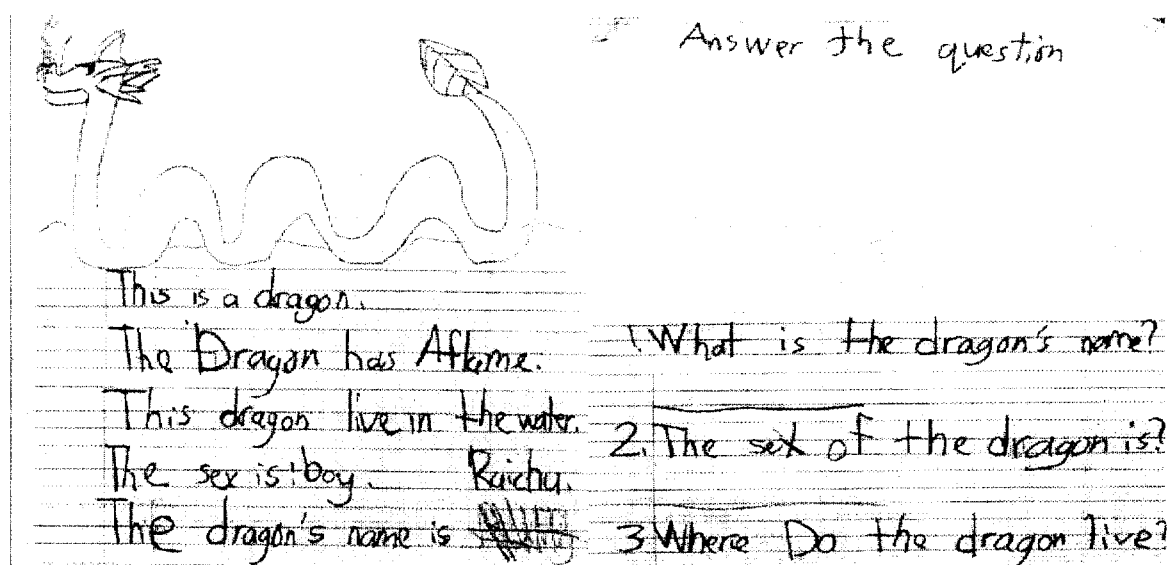 This is a dragon.
The Dragon has Aflame.
This dragon live in the water.
The sex is boy.
Raichu.
The dragon's name is
Answer the question
1. What is the dragon's name?
2. The sex of the dragon is?
3 Where Do the dragon live?